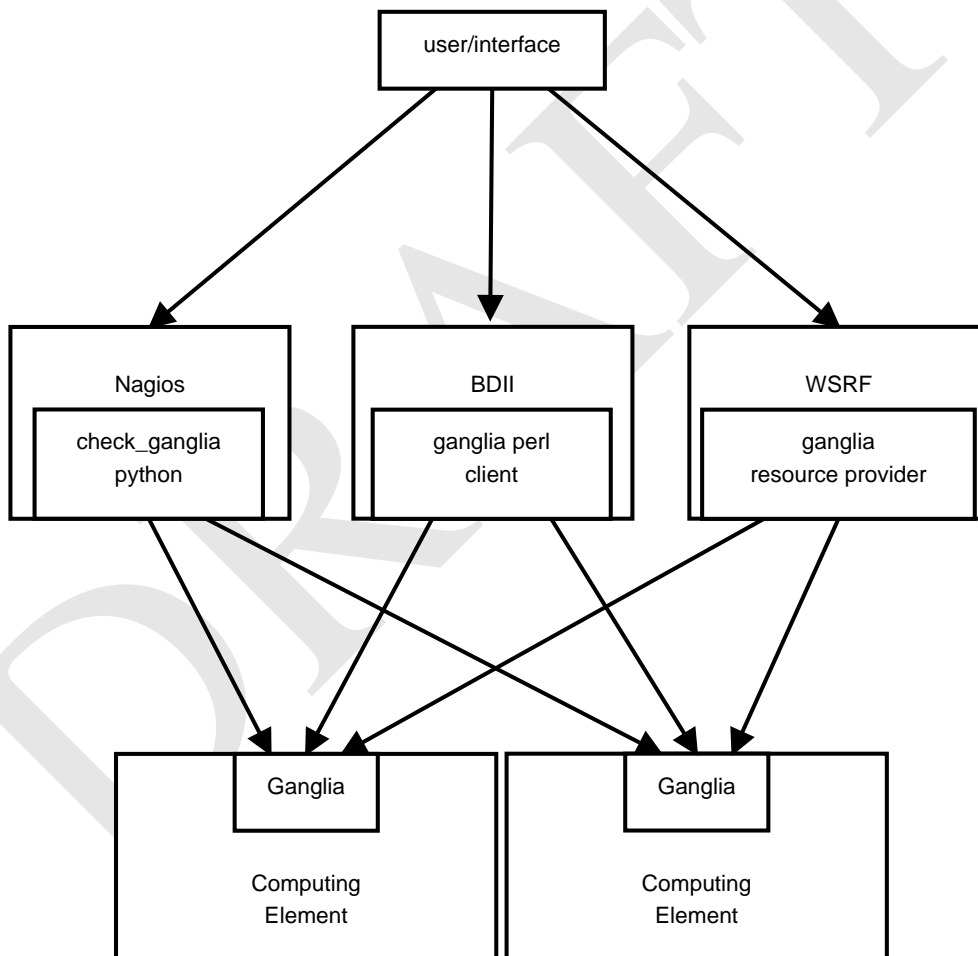 user/interface
Nagios
BDII
WSRF
check_ganglia
python
ganglia perl
client
ganglia
resource provider
Ganglia
Ganglia
Computing
Element
Computing
Element
DRAFT